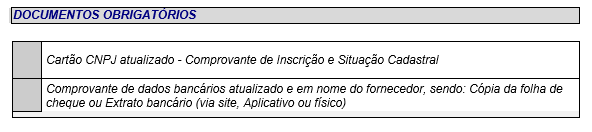 DOCUMENTOS OBRIGATÓRIOS
Cartão CNPJ atualizado - Comprovante de Inscrição e Situação Cadastral
Comprovante de dados bancários atualizado e em nome do fornecedor, sendo: Cópia da folha de
cheque ou Extrato bancário (via site, Aplicativo ou físico)